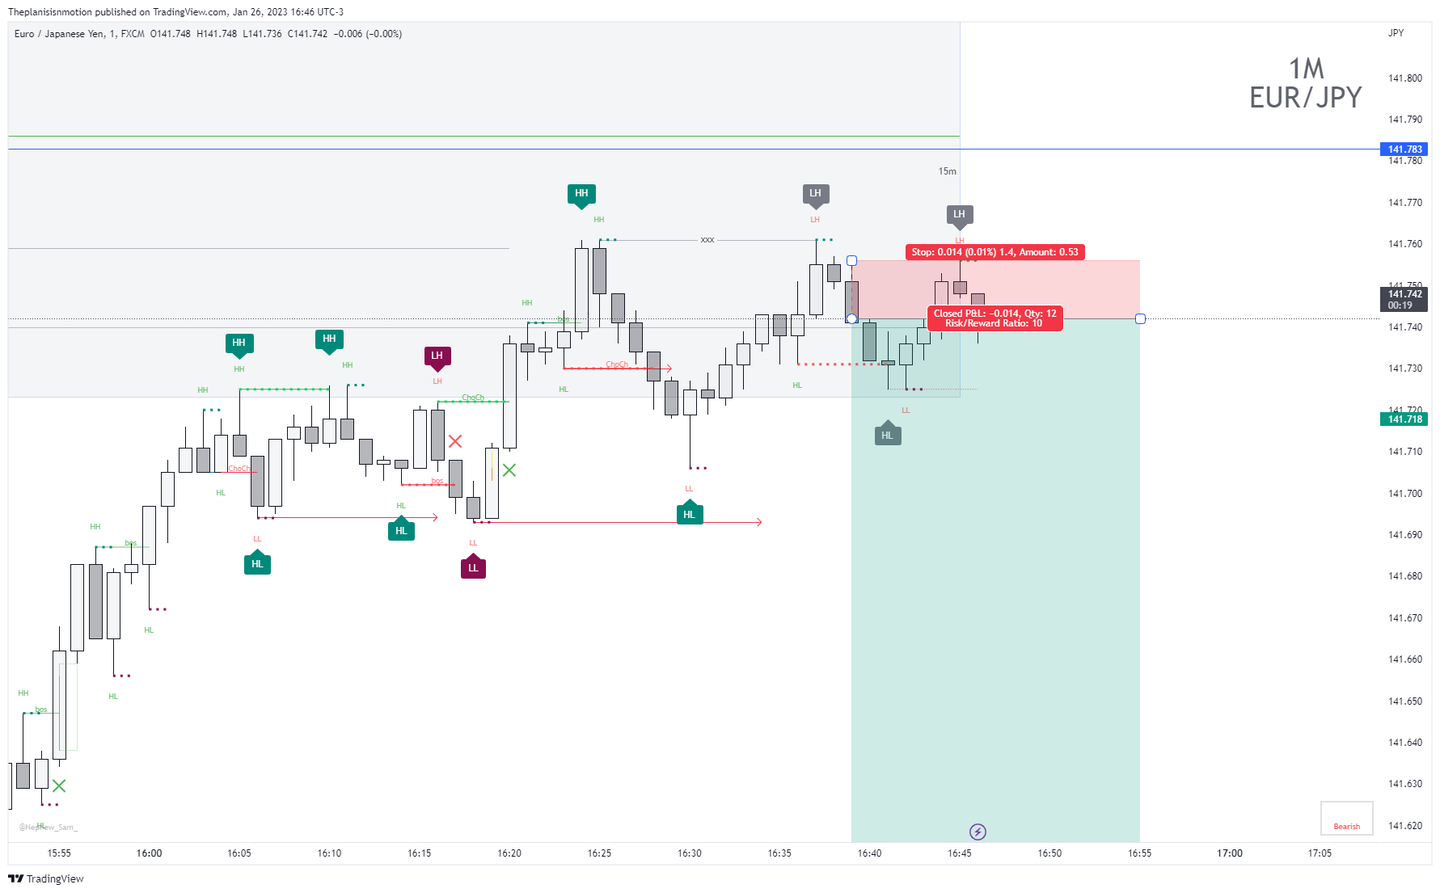 Theplanisisnmotion published on TradingView.com, Jan 26, 2023 16:46 UTC-3
Euro / Japanese Yen, 1, FXCM O141.748 H141.748 L141.736 C141.742 −0.006 (−0.00%)
JPY
1M
EUR/JPY
141.800
141.790
141.783
141.780
15m
141.770
HH
LH
LH
HH
LH
LH
141.760
xxx
Stop: 0.014 (0.01%) 1.4, Amount: 0.53
141.750
141.742
00:19
Closed P&L: −0.014, Qty: 12
Risk/Reward Ratio: 10
HH
bos
141.740
HH
HH
LH
HH
HH
LH
ChoCh
141.730
HL
HL
HH
ChoCh
LL
141.720
141.718
HL
141.710
ChoCh
bos
HL
LL
141.700
HL
HL
HL
HH
bos
LL
LL
141.690
HL
LL
141.680
141.670
HL
141.660
HL
HH
141.650
bos
141.640
141.630
HL
@Nephew_Sam_
141.620
Bearish
15:55 16:00 16:05 16:10 16:15 16:20 16:25 16:30 16:35 16:40 16:45 16:50 16:55 17:00 17:05
TradingView